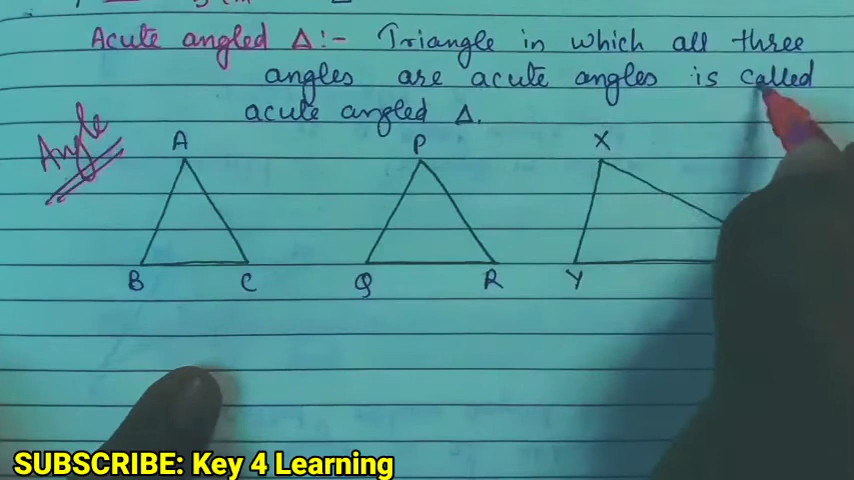 Acute angled Δ:- Triangle in which all three
angles are acute angles is called
acute angled Δ.
Angle
A P X
B C Q R Y
SUBSCRIBE: Key 4 Learning